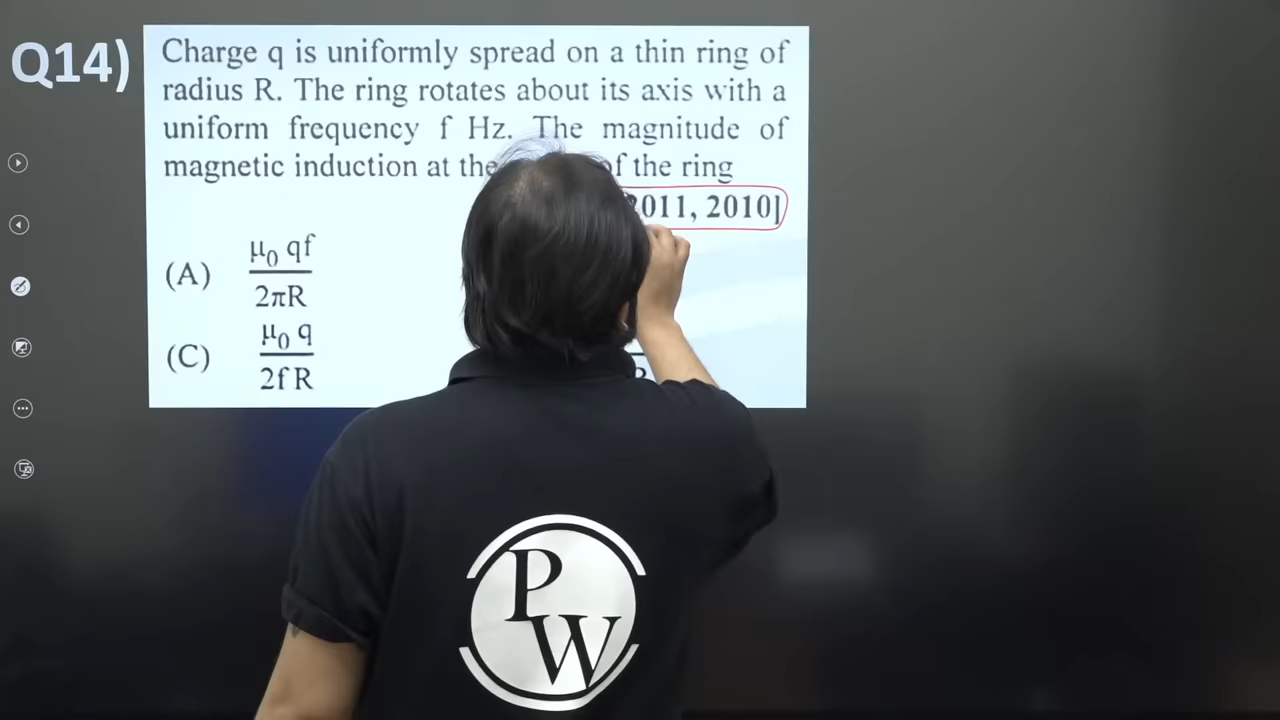 Q14)
Charge q is uniformly spread on a thin ring of
radius R. The ring rotates about its axis with a
uniform frequency f Hz. The magnitude of
magnetic induction at the of the ring
2011, 2010]
(A) μ₀ qf
2πR
(C) μ₀ q
2f R
PW